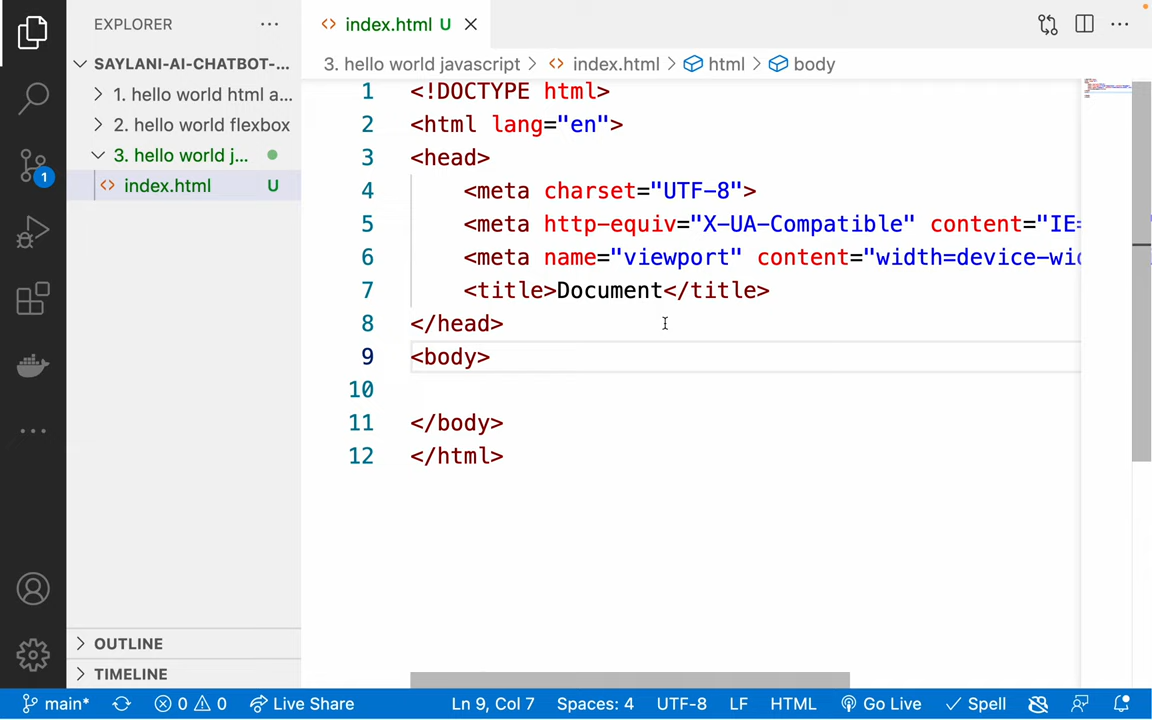 EXPLORER
index.html U
SAYLANI-AI-CHATBOT-...
3. hello world javascript > index.html > html > body
1. hello world html a...
2. hello world flexbox
3. hello world j...
index.html U
1
1 <!DOCTYPE html>
2 <html lang="en">
3 <head>
4 <meta charset="UTF-8">
5 <meta http-equiv="X-UA-Compatible" content="IE=
6 <meta name="viewport" content="width=device-wid
7 <title>Document</title>
8 </head>
9 <body>
10
11 </body>
12 </html>
OUTLINE
TIMELINE
main* 0 0 Live Share Ln 9, Col 7 Spaces: 4 UTF-8 LF HTML Go Live Spell